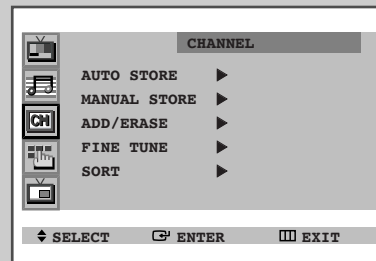 CHANNEL
AUTO STORE
MANUAL STORE
ADD/ERASE
CH
FINE TUNE
SORT
SELECT ENTER EXIT